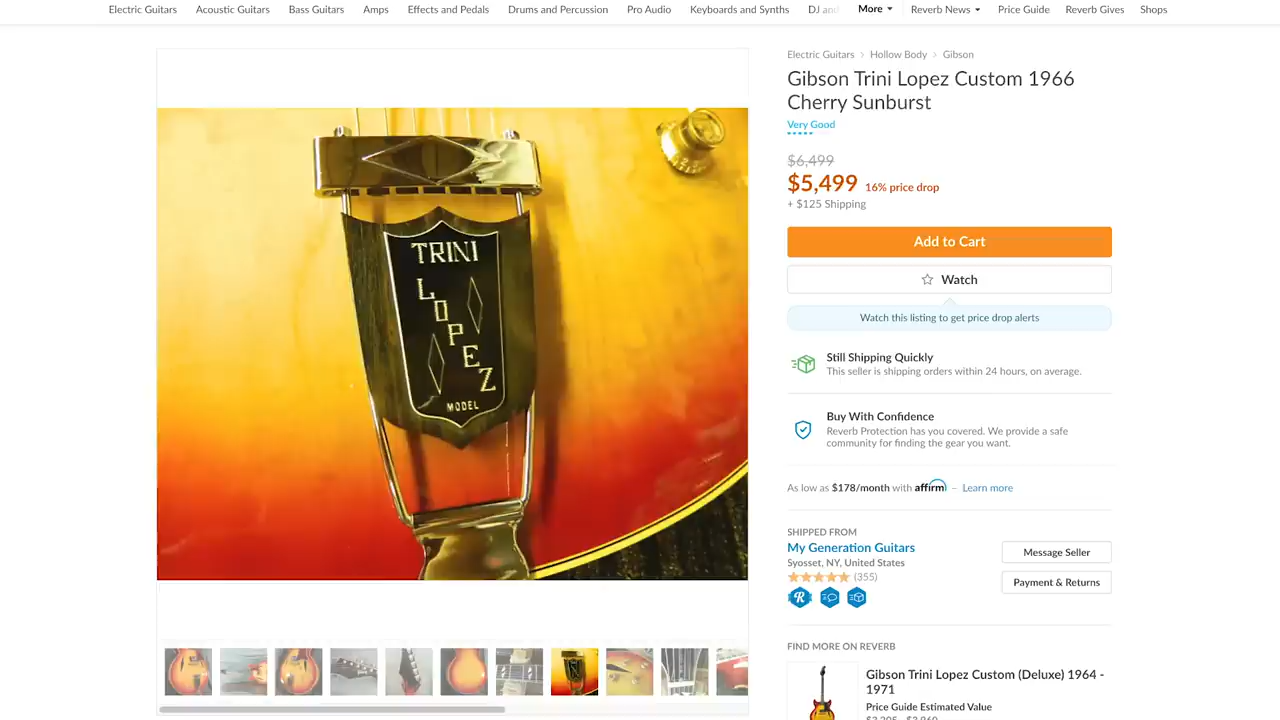 Electric Guitars Acoustic Guitars Bass Guitars Amps Effects and Pedals Drums and Percussion Pro Audio Keyboards and Synths DJ and More Reverb News Price Guide Reverb Gives Shops
Electric Guitars > Hollow Body > Gibson
Gibson Trini Lopez Custom 1966
Cherry Sunburst
Very Good
$6,499
$5,499 16% price drop
+ $125 Shipping
Add to Cart
Watch
Watch this listing to get price drop alerts
Still Shipping Quickly
This seller is shipping orders within 24 hours, on average.
Buy With Confidence
Reverb Protection has you covered. We provide a safe
community for finding the gear you want.
As low as $178/month with affirm – Learn more
SHIPPED FROM
My Generation Guitars
Syosset, NY, United States
(355)
Message Seller
Payment & Returns
FIND MORE ON REVERB
Gibson Trini Lopez Custom (Deluxe) 1964 -
1971
Price Guide Estimated Value
TRINI
LOPEZ
MODEL